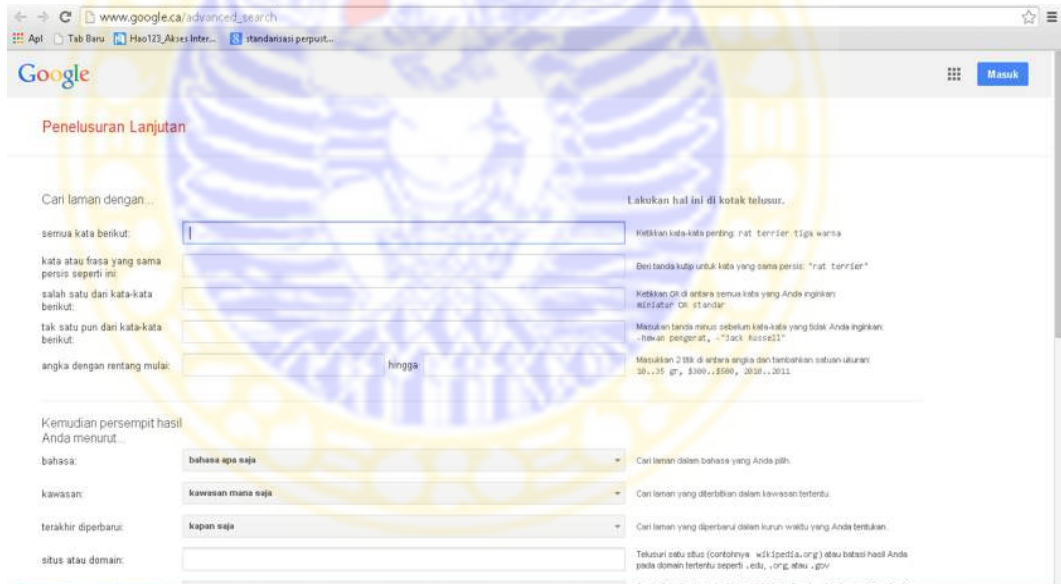 www.google.ca/advanced_search
Apl Tab Baru Hao123_Akses Inter... standarisasi perpust...
Google
Masuk
Penelusuran Lanjutan
Cari laman dengan...
Lakukan hal ini di kotak telusur.
semua kata berikut:
Ketikkan kata-kata penting: rat terrier tiga warna
kata atau frasa yang sama
persis seperti ini:
Beri tanda kutip untuk kata yang sama persis: "rat terrier"
salah satu dari kata-kata
berikut:
Ketikkan OR di antara semua kata yang Anda inginkan:
miniatur OR standar
tak satu pun dari kata-kata
berikut:
Masukkan tanda minus sebelum kata-kata yang tidak Anda inginkan:
-hewan pengerat, -"Jack Russell"
angka dengan rentang mulai:
hingga
Masukkan 2 titik di antara angka dan tambahkan satuan ukuran:
10..35 gr, $300..$500, 2010..2011
Kemudian persempit hasil
Anda menurut...
bahasa:
bahasa apa saja
Cari laman dalam bahasa yang Anda pilih.
kawasan:
kawasan mana saja
Cari laman yang diterbitkan dalam kawasan tertentu.
terakhir diperbarui:
kapan saja
Cari laman yang diperbarui dalam kurun waktu yang Anda tentukan.
situs atau domain:
Telusuri satu situs (contohnya wikipedia.org) atau batasi hasil Anda
pada domain tertentu seperti .edu, .org atau .gov